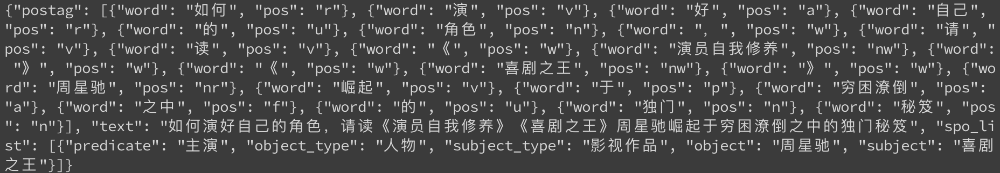 {"postag": [{"word": "如何", "pos": "r"}, {"word": "演", "pos": "v"}, {"word": "好", "pos": "a"}, {"word": "自己",
"pos": "r"}, {"word": "的", "pos": "u"}, {"word": "角色", "pos": "n"}, {"word": "，", "pos": "w"}, {"word": "请", "
pos": "v"}, {"word": "读", "pos": "v"}, {"word": "《", "pos": "w"}, {"word": "演员自我修养", "pos": "nw"}, {"word":
"》", "pos": "w"}, {"word": "《", "pos": "w"}, {"word": "喜剧之王", "pos": "nw"}, {"word": "》", "pos": "w"}, {"wo
rd": "周星驰", "pos": "nr"}, {"word": "崛起", "pos": "v"}, {"word": "于", "pos": "p"}, {"word": "穷困潦倒", "pos":
"a"}, {"word": "之中", "pos": "f"}, {"word": "的", "pos": "u"}, {"word": "独门", "pos": "n"}, {"word": "秘笈", "pos
": "n"}], "text": "如何演好自己的角色，请读《演员自我修养》《喜剧之王》周星驰崛起于穷困潦倒之中的独门秘笈", "spo_li
st": [{"predicate": "主演", "object_type": "人物", "subject_type": "影视作品", "object": "周星驰", "subject": "喜剧
之王"}]}